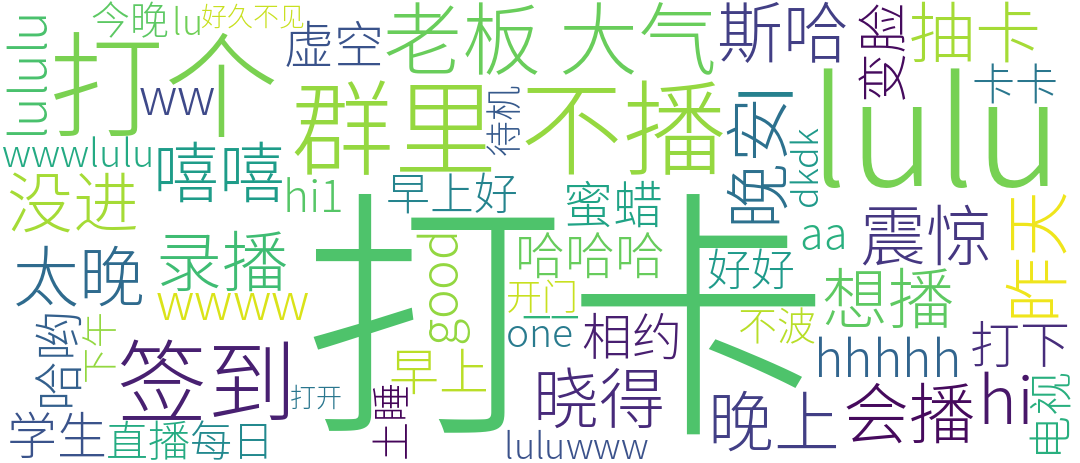 今晚
lu
好久不见
lululu
打个
ww
虚空
老板
大气
斯哈
变脸
抽卡
群里
待机
不播
晚安
dkdk
lulu
卡卡
wwwlulu
嘻嘻
hi1
早上好
蜜蜡
没进
录播
打卡
good
哈哈哈
aa
好好
震惊
昨天
太晚
wwww
开门
one
相约
不波
想播
打下
哈哟
下午
签到
早上
hhhhh
打开
土睡
晓得
晚上
会播
hi
电视
学生
直播
每日
luluwww